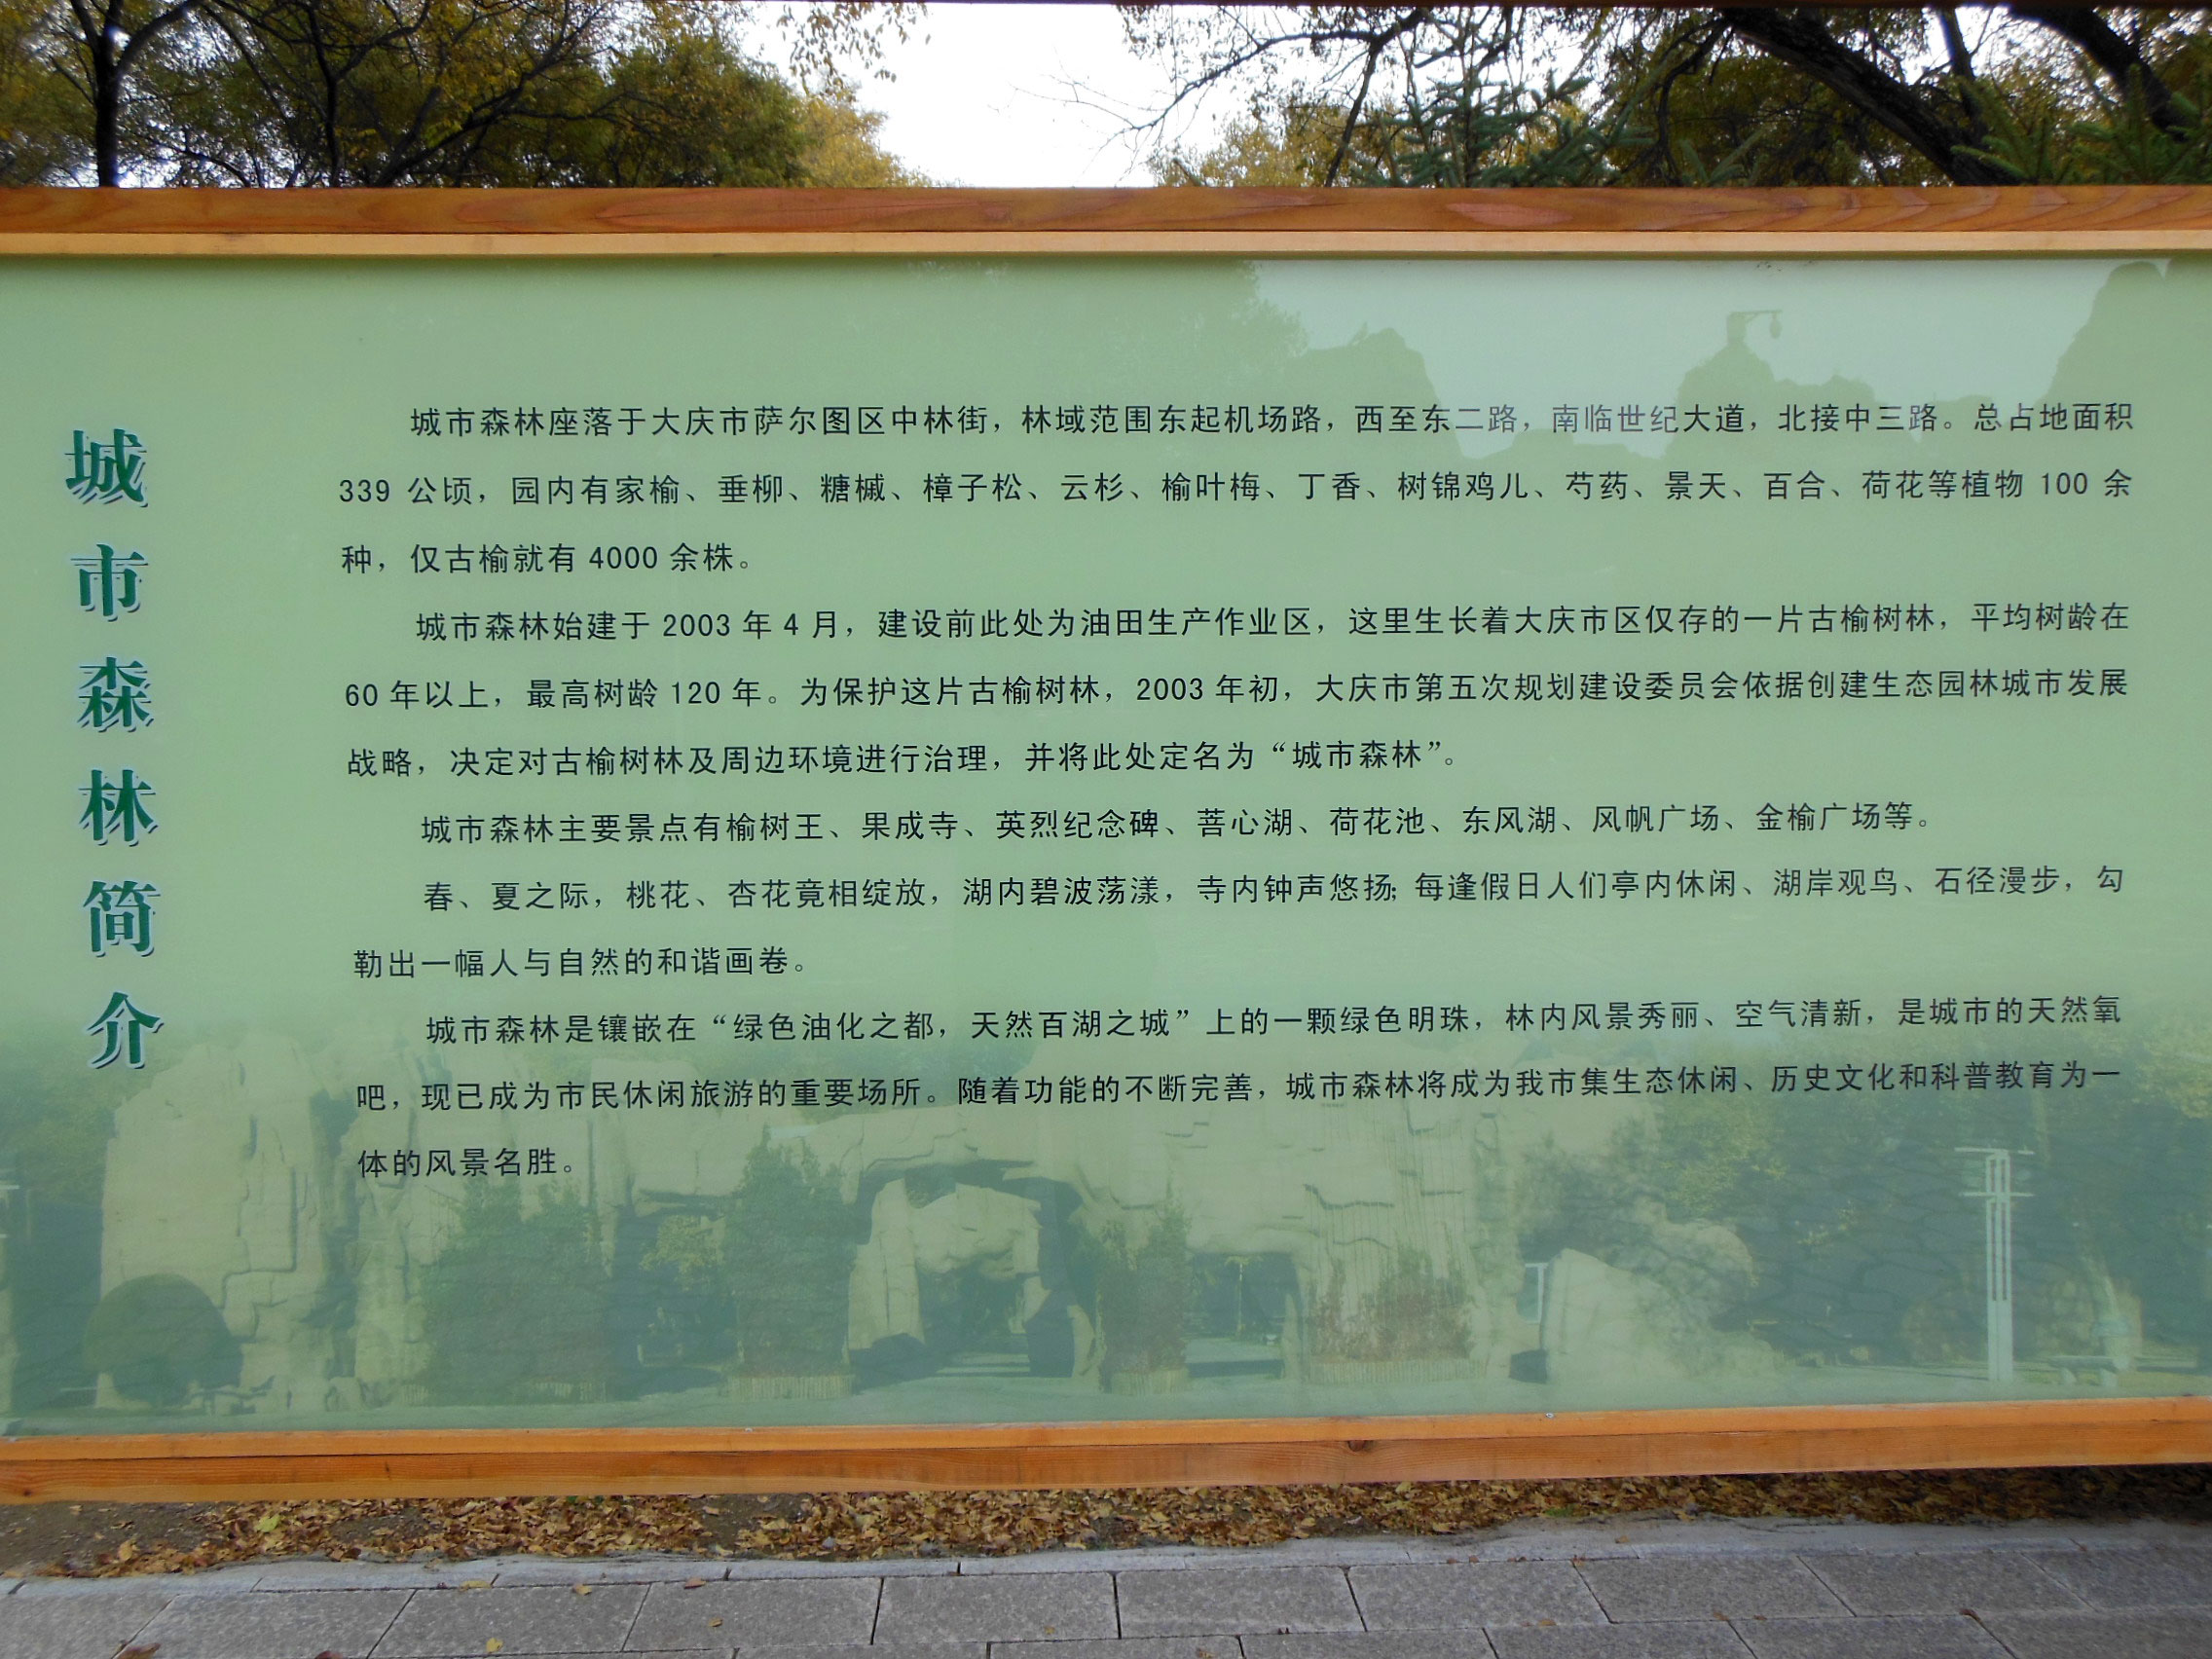 城市森林简介
城市森林座落于大庆市萨尔图区中林街，林域范围东起机场路，西至东二路，南临世纪大道，北接中三路。总占地面积
339 公顷，园内有家榆、垂柳、糖槭、樟子松、云杉、榆叶梅、丁香、树锦鸡儿、芍药、景天、百合、荷花等植物 100 余
种，仅古榆就有 4000 余株。
城市森林始建于 2003 年 4 月，建设前此处为油田生产作业区，这里生长着大庆市区仅存的一片古榆树林，平均树龄在
60 年以上，最高树龄 120 年。为保护这片古榆树林，2003 年初，大庆市第五次规划建设委员会依据创建生态园林城市发展
战略，决定对古榆树林及周边环境进行治理，并将此处定名为“城市森林”。
城市森林主要景点有榆树王、果成寺、英烈纪念碑、菩心湖、荷花池、东风湖、风帆广场、金榆广场等。
春、夏之际，桃花、杏花竟相绽放，湖内碧波荡漾，寺内钟声悠扬；每逢假日人们亭内休闲、湖岸观鸟、石径漫步，勾
勒出一幅人与自然的和谐画卷。
城市森林是镶嵌在“绿色油化之都，天然百湖之城”上的一颗绿色明珠，林内风景秀丽、空气清新，是城市的天然氧
吧，现已成为市民休闲旅游的重要场所。随着功能的不断完善，城市森林将成为我市集生态休闲、历史文化和科普教育为一
体的风景名胜。